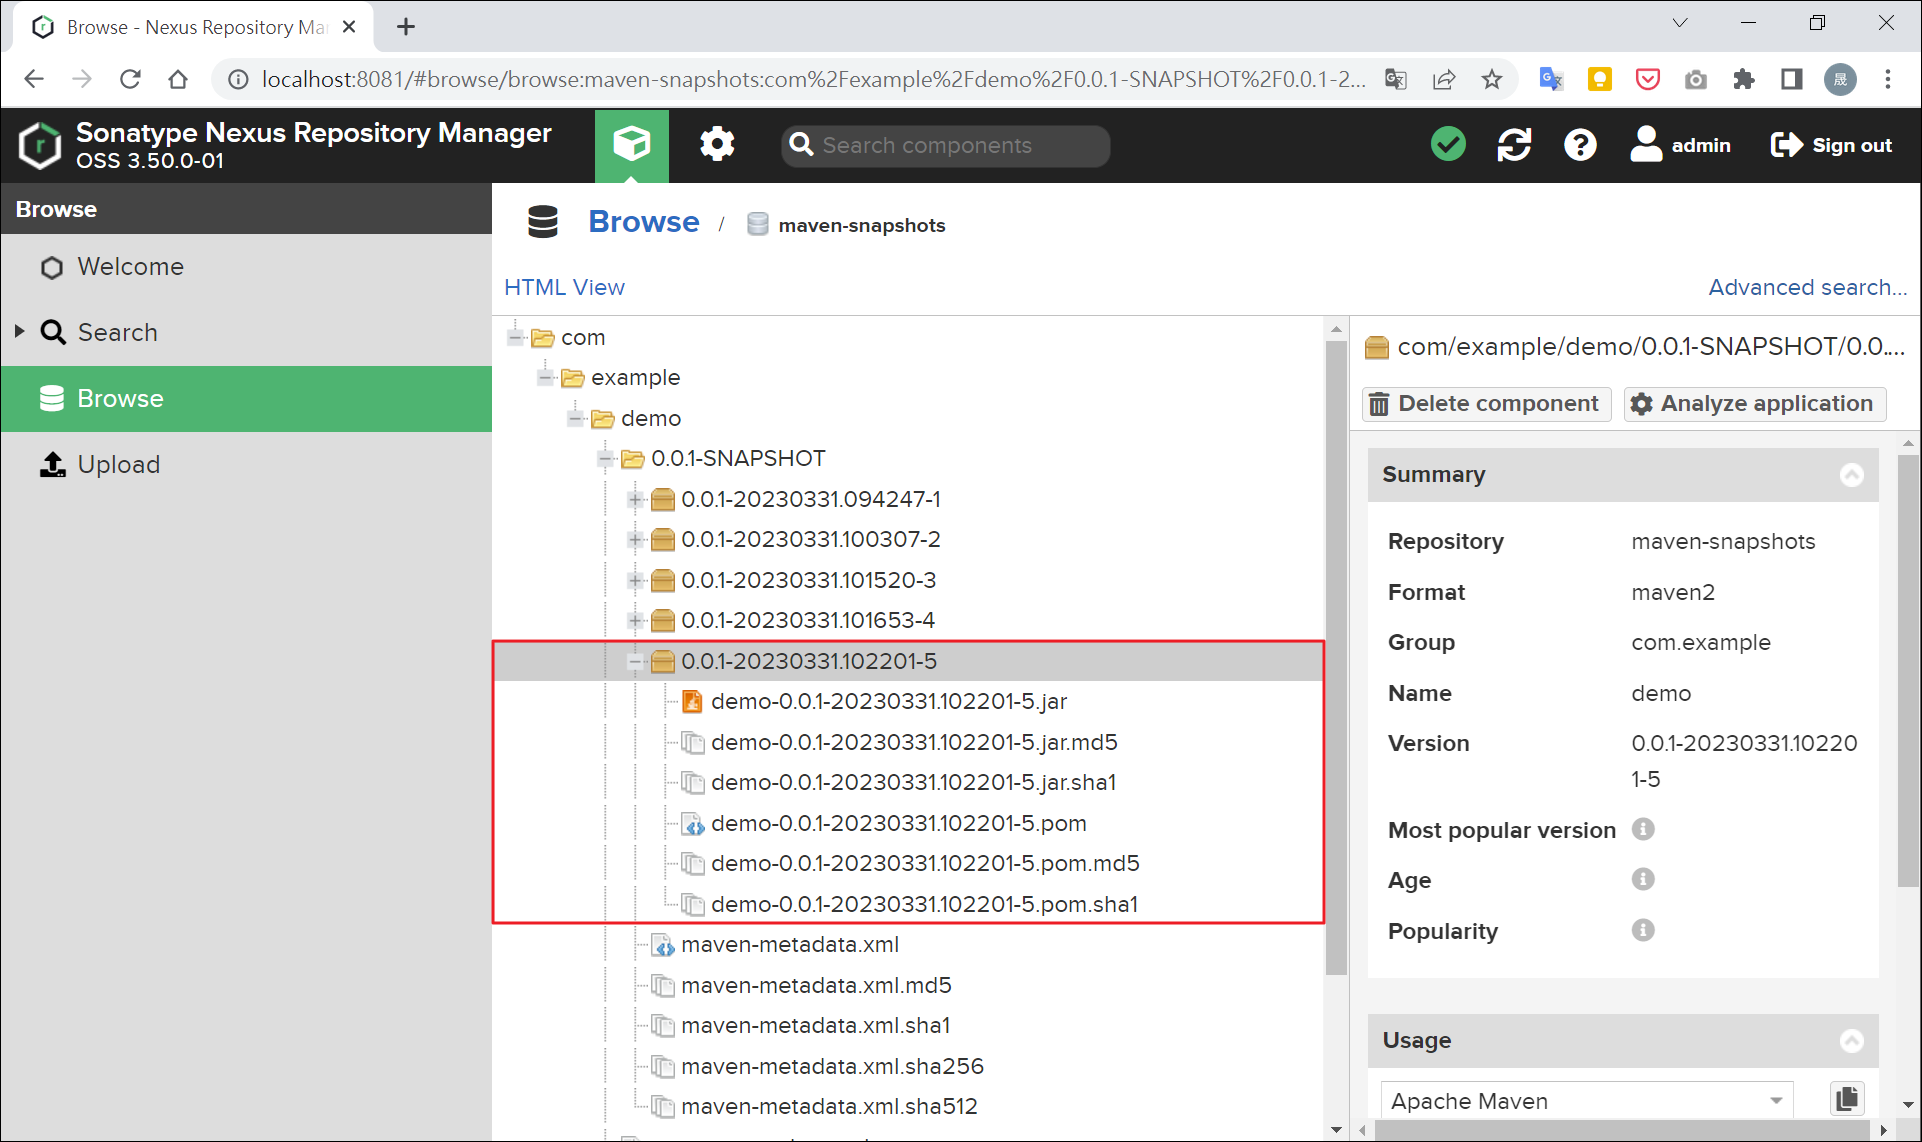 Browse - Nexus Repository Ma
localhost:8081/#browse/browse:maven-snapshots:com%2Fexample%2Fdemo%2F0.0.1-SNAPSHOT%2F0.0.1-2...
晟
Sonatype Nexus Repository Manager
OSS 3.50.0-01
Search components
admin
Sign out
Browse
Welcome
Search
Browse
Upload
Browse / maven-snapshots
HTML View
Advanced search...
com
example
demo
0.0.1-SNAPSHOT
0.0.1-20230331.094247-1
0.0.1-20230331.100307-2
0.0.1-20230331.101520-3
0.0.1-20230331.101653-4
0.0.1-20230331.102201-5
demo-0.0.1-20230331.102201-5.jar
demo-0.0.1-20230331.102201-5.jar.md5
demo-0.0.1-20230331.102201-5.jar.sha1
demo-0.0.1-20230331.102201-5.pom
demo-0.0.1-20230331.102201-5.pom.md5
demo-0.0.1-20230331.102201-5.pom.sha1
maven-metadata.xml
maven-metadata.xml.md5
maven-metadata.xml.sha1
maven-metadata.xml.sha256
maven-metadata.xml.sha512
com/example/demo/0.0.1-SNAPSHOT/0.0....
Delete component
Analyze application
Summary
Repository maven-snapshots
Format maven2
Group com.example
Name demo
Version 0.0.1-20230331.10220
1-5
Most popular version
Age
Popularity
Usage
Apache Maven